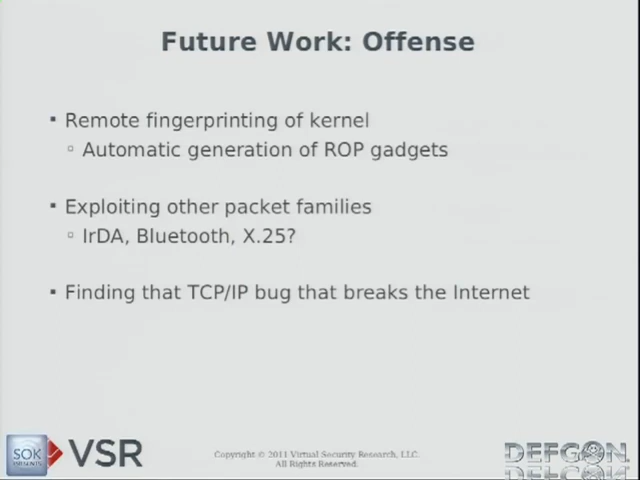 Future Work: Offense
Remote fingerprinting of kernel
Automatic generation of ROP gadgets
Exploiting other packet families
IrDA, Bluetooth, X.25?
Finding that TCP/IP bug that breaks the Internet
SOK
PRESENTS
VSR
Copyright © 2011 Virtual Security Research, LLC.
All Rights Reserved.
DEFCON